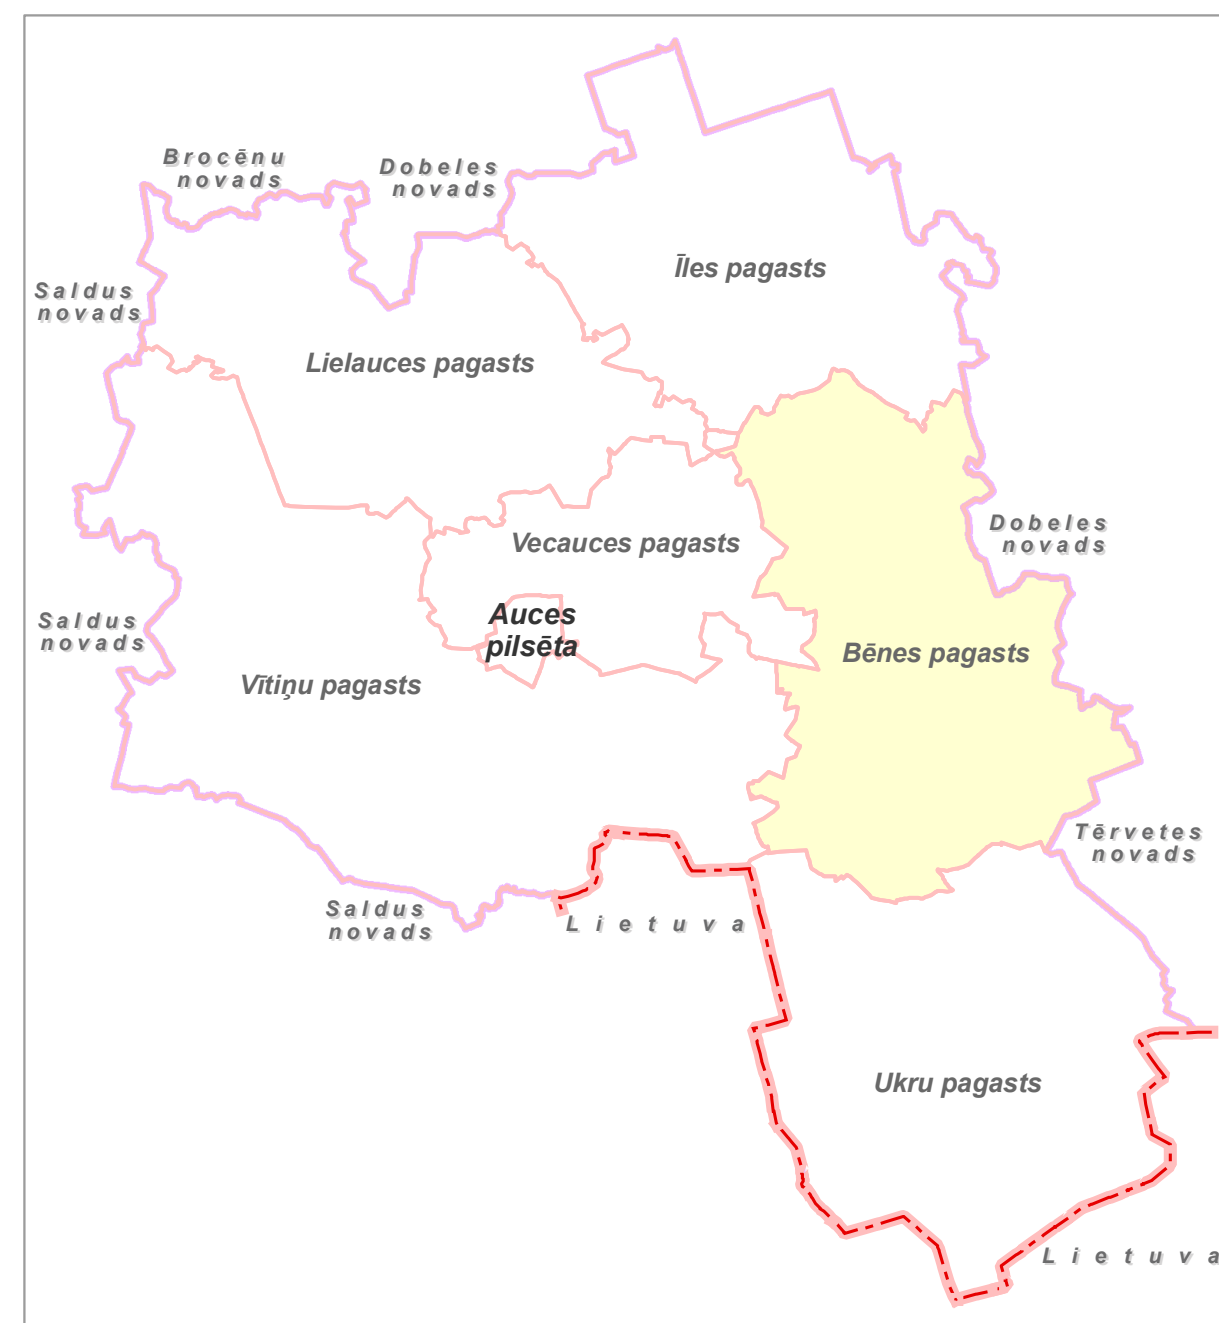 Brocēnu
novads
Dobeles
novads
Īles pagasts
Saldus
novads
Lielauces pagasts
Vecauces pagasts
Dobeles
novads
Auces
pilsēta
Saldus
novads
Bēnes pagasts
Vītiņu pagasts
Tērvetes
novads
Saldus
novads
Lietuva
Ukru pagasts
Lietuva